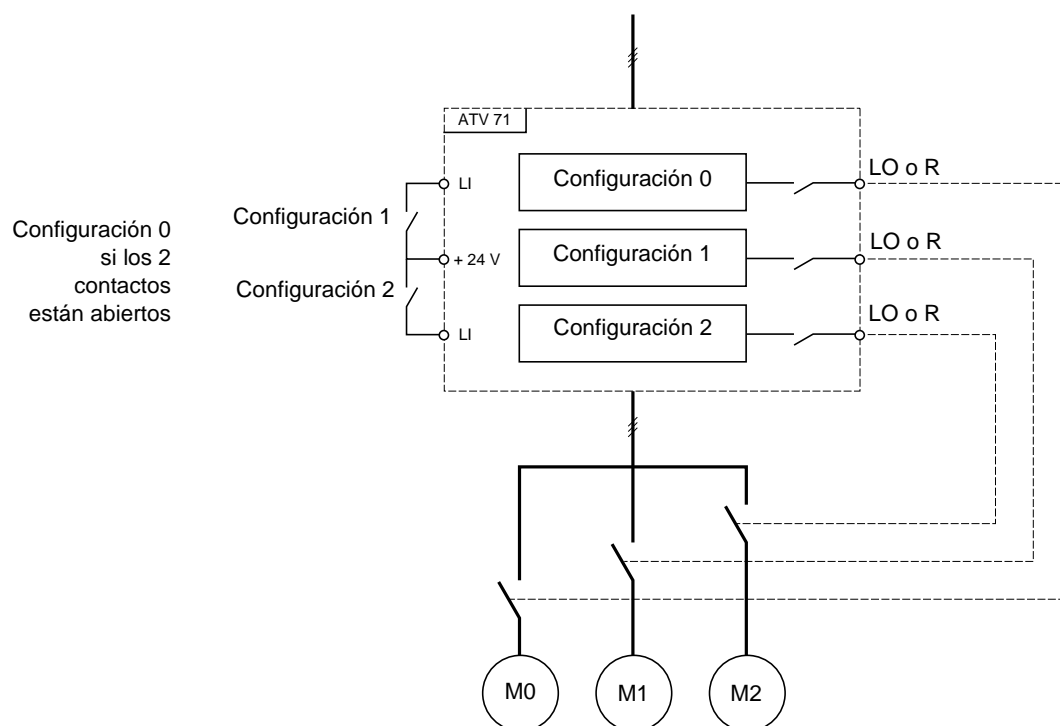 ATV 71
LI
Configuración 0
LO o R
Configuración 1
Configuración 0
si los 2
contactos
están abiertos
+ 24 V
Configuración 1
LO o R
Configuración 2
LI
Configuración 2
LO o R
M0
M1
M2